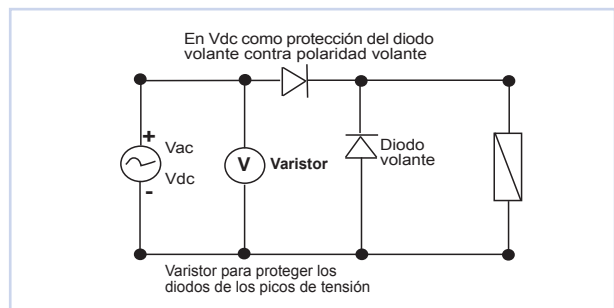 En Vdc como protección del diodo
volante contra polaridad volante
+
Vac
Vdc
-
V
Varistor
Diodo
volante
Varistor para proteger los
diodos de los picos de tensión